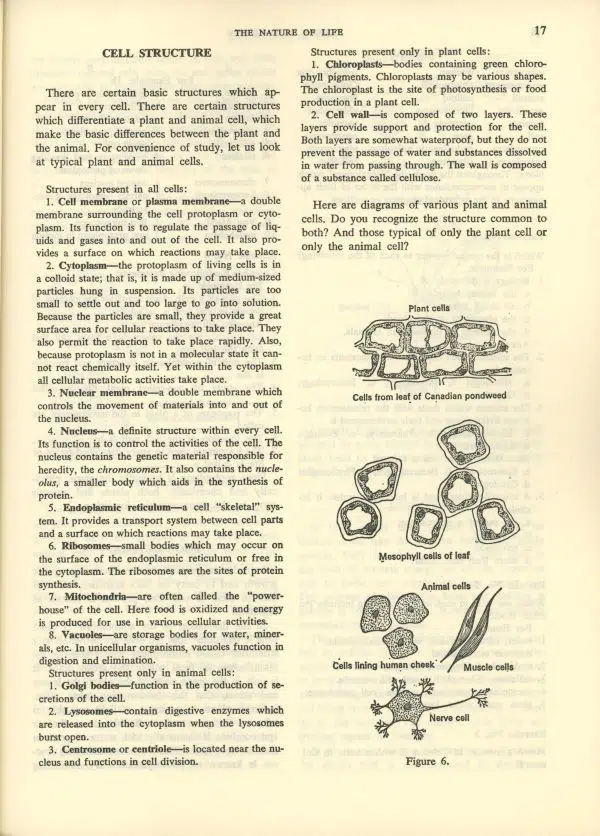 THE NATURE OF LIFE
17
CELL STRUCTURE
There are certain basic structures which ap-
pear in every cell. There are certain structures
which differentiate a plant and animal cell, which
make the basic differences between the plant and
the animal. For convenience of study, let us look
at typical plant and animal cells.
Structures present in all cells:
1. Cell membrane or plasma membrane—a double
membrane surrounding the cell protoplasm or cyto-
plasm. Its function is to regulate the passage of liq-
uids and gases into and out of the cell. It also pro-
vides a surface on which reactions may take place.
2. Cytoplasm—the protoplasm of living cells is in
a colloid state; that is, it is made up of medium-sized
particles hung in suspension. Its particles are too
small to settle out and too large to go into solution.
Because the particles are small, they provide a great
surface area for cellular reactions to take place. They
also permit the reaction to take place rapidly. Also,
because protoplasm is not in a molecular state it can-
not react chemically itself. Yet within the cytoplasm
all cellular metabolic activities take place.
3. Nuclear membrane—a double membrane which
controls the movement of materials into and out of
the nucleus.
4. Nucleus—a definite structure within every cell.
Its function is to control the activities of the cell. The
nucleus contains the genetic material responsible for
heredity, the chromosomes. It also contains the nucle-
olus, a smaller body which aids in the synthesis of
protein.
5. Endoplasmic reticulum—a cell "skeletal" sys-
tem. It provides a transport system between cell parts
and a surface on which reactions may take place.
6. Ribosomes—small bodies which may occur on
the surface of the endoplasmic reticulum or free in
the cytoplasm. The ribosomes are the sites of protein
synthesis.
7. Mitochondria—are often called the "power-
house" of the cell. Here food is oxidized and energy
is produced for use in various cellular activities.
8. Vacuoles—are storage bodies for water, miner-
als, etc. In unicellular organisms, vacuoles function in
digestion and elimination.
Structures present only in animal cells:
1. Golgi bodies—function in the production of se-
cretions of the cell.
2. Lysosomes—contain digestive enzymes which
are released into the cytoplasm when the lysosomes
burst open.
3. Centrosome or centriole—is located near the nu-
cleus and functions in cell division.
Structures present only in plant cells:
1. Chloroplasts—bodies containing green chloro-
phyll pigments. Chloroplasts may be various shapes.
The chloroplast is the site of photosynthesis or food
production in a plant cell.
2. Cell wall—is composed of two layers. These
layers provide support and protection for the cell.
Both layers are somewhat waterproof, but they do not
prevent the passage of water and substances dissolved
in water from passing through. The wall is composed
of a substance called cellulose.
Here are diagrams of various plant and animal
cells. Do you recognize the structure common to
both? And those typical of only the plant cell or
only the animal cell?
Plant cells
Cells from leaf of Canadian pondweed
Mesophyll cells of leaf
Animal cells
Cells lining human cheek
Muscle cells
Nerve cell
Figure 6.